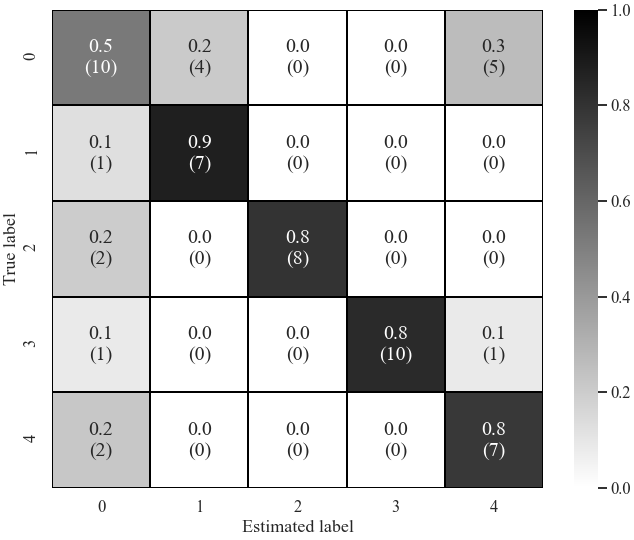 0.5 0.2 0.0 0.0 0.3
(10) (4) (0) (0) (5)
0
0.1 0.9 0.0 0.0 0.0
(1) (7) (0) (0) (0)
1
0.2 0.0 0.8 0.0 0.0
(2) (0) (8) (0) (0)
2
0.1 0.0 0.0 0.8 0.1
(1) (0) (0) (10) (1)
3
0.2 0.0 0.0 0.0 0.8
(2) (0) (0) (0) (7)
4
True label
0 1 2 3 4
Estimated label
1.0
0.8
0.6
0.4
0.2
0.0